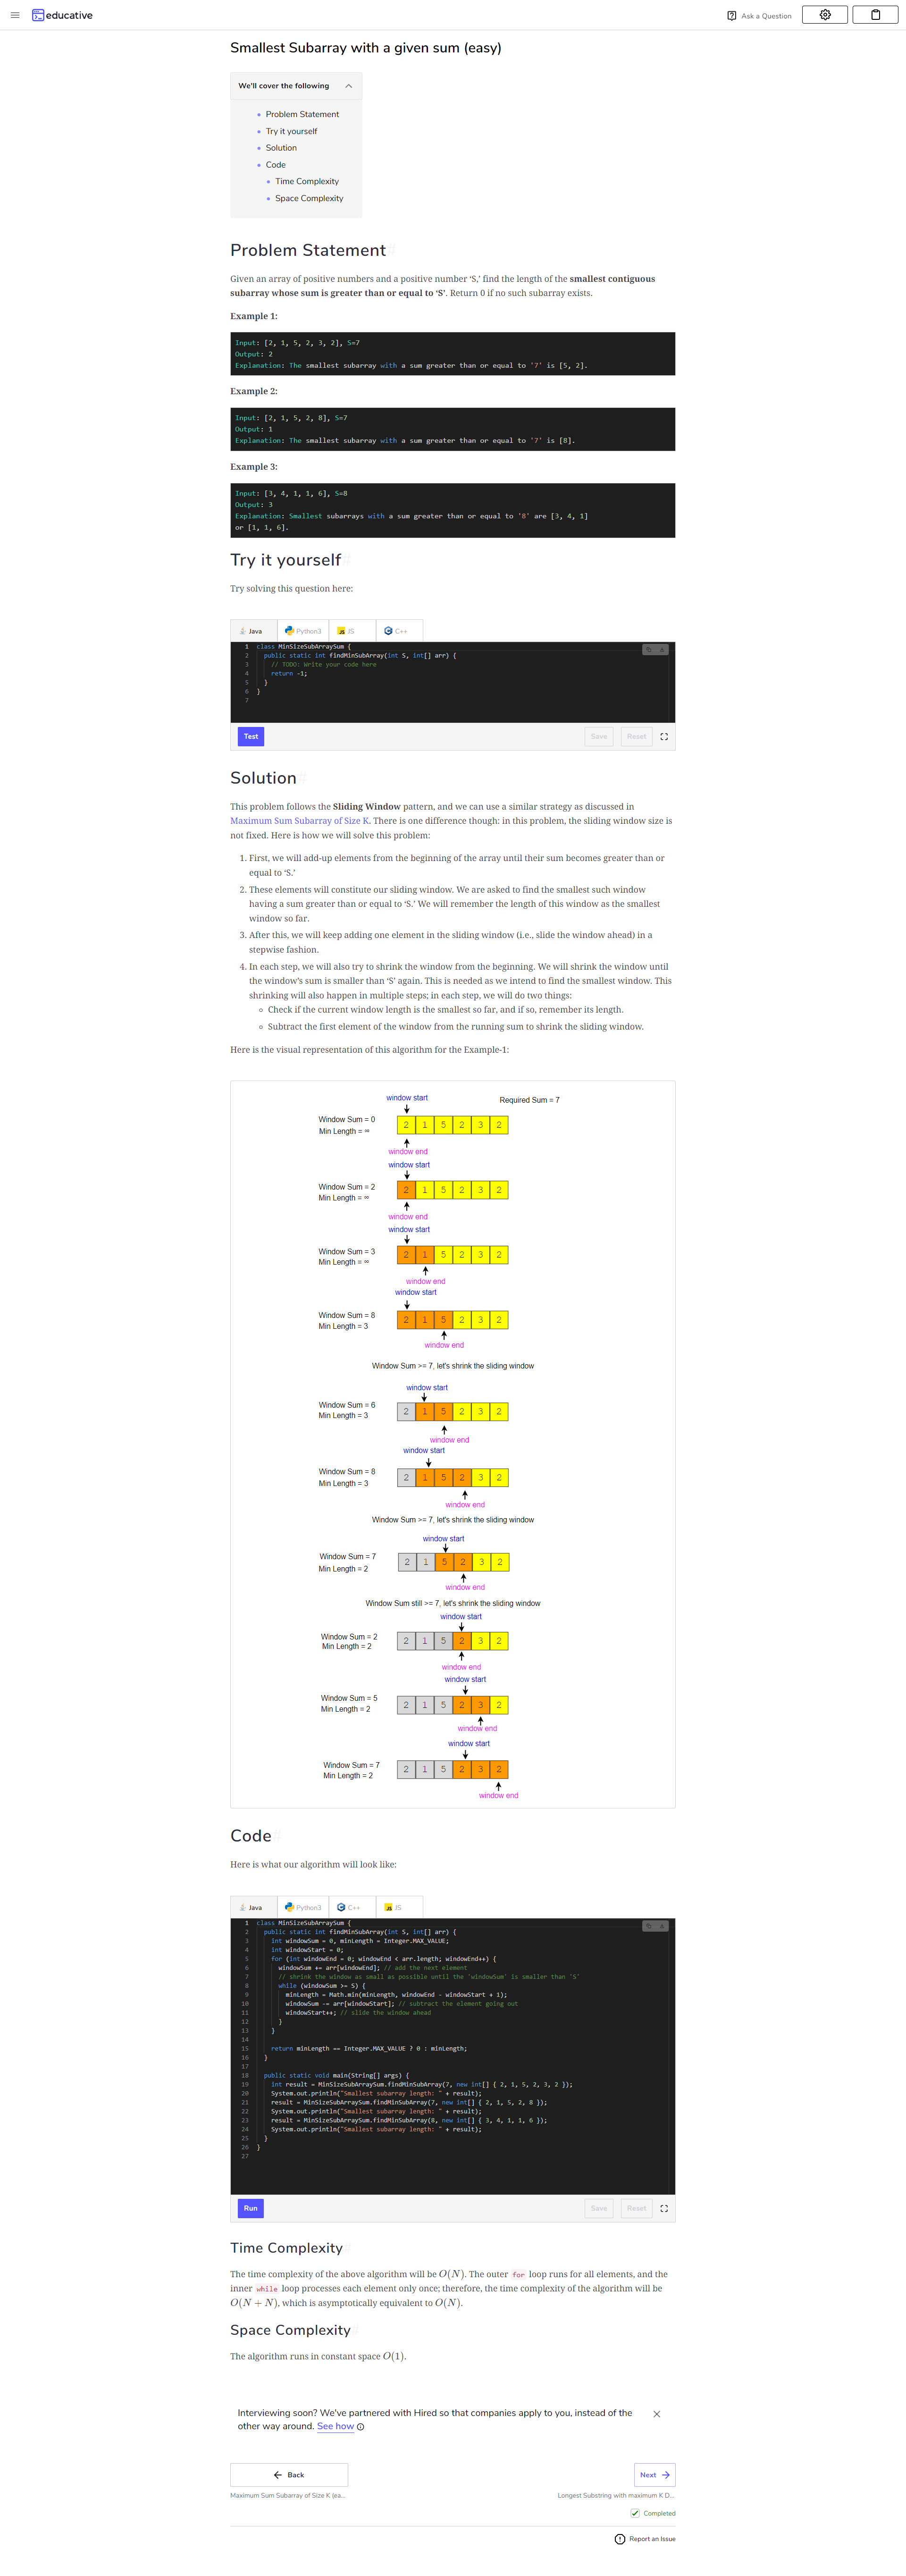 educative
Ask a Question
Smallest Subarray with a given sum (easy)
We'll cover the following
Problem Statement
Try it yourself
Solution
Code
Time Complexity
Space Complexity
Problem Statement#
Given an array of positive numbers and a positive number ‘S,’ find the length of the smallest contiguous
subarray whose sum is greater than or equal to ‘S’. Return 0 if no such subarray exists.
Example 1:
Input: [2, 1, 5, 2, 3, 2], S=7
Output: 2
Explanation: The smallest subarray with a sum greater than or equal to '7' is [5, 2].
Example 2:
Input: [2, 1, 5, 2, 8], S=7
Output: 1
Explanation: The smallest subarray with a sum greater than or equal to '7' is [8].
Example 3:
Input: [3, 4, 1, 1, 6], S=8
Output: 3
Explanation: Smallest subarrays with a sum greater than or equal to '8' are [3, 4, 1]
or [1, 1, 6].
Try it yourself#
Try solving this question here:
Java Python3 JS C++
1 class MinSizeSubArraySum {
2 public static int findMinSubArray(int S, int[] arr) {
3 // TODO: Write your code here
4 return -1;
5 }
6 }
7
Test Save Reset
Solution#
This problem follows the Sliding Window pattern, and we can use a similar strategy as discussed in
Maximum Sum Subarray of Size K. There is one difference though: in this problem, the sliding window size is
not fixed. Here is how we will solve this problem:
1. First, we will add-up elements from the beginning of the array until their sum becomes greater than or
equal to ‘S.’
2. These elements will constitute our sliding window. We are asked to find the smallest such window
having a sum greater than or equal to ‘S.’ We will remember the length of this window as the smallest
window so far.
3. After this, we will keep adding one element in the sliding window (i.e., slide the window ahead) in a
stepwise fashion.
4. In each step, we will also try to shrink the window from the beginning. We will shrink the window until
the window’s sum is smaller than ‘S’ again. This is needed as we intend to find the smallest window. This
shrinking will also happen in multiple steps; in each step, we will do two things:
Check if the current window length is the smallest so far, and if so, remember its length.
Subtract the first element of the window from the running sum to shrink the sliding window.
Here is the visual representation of this algorithm for the Example-1:
window start
Required Sum = 7
Window Sum = 0
Min Length = ∞
2 1 5 2 3 2
window end
window start
Window Sum = 2
Min Length = ∞
2 1 5 2 3 2
window end
window start
Window Sum = 3
Min Length = ∞
2 1 5 2 3 2
window end
window start
Window Sum = 8
Min Length = 3
2 1 5 2 3 2
window end
Window Sum >= 7, let's shrink the sliding window
window start
Window Sum = 6
Min Length = 3
2 1 5 2 3 2
window end
window start
Window Sum = 8
Min Length = 3
2 1 5 2 3 2
window end
Window Sum >= 7, let's shrink the sliding window
window start
Window Sum = 7
Min Length = 2
2 1 5 2 3 2
window end
Window Sum still >= 7, let's shrink the sliding window
window start
Window Sum = 2
Min Length = 2
2 1 5 2 3 2
window end
window start
Window Sum = 5
Min Length = 2
2 1 5 2 3 2
window end
window start
Window Sum = 7
Min Length = 2
2 1 5 2 3 2
window end
Code#
Here is what our algorithm will look like:
Java Python3 C++ JS
1 class MinSizeSubArraySum {
2 public static int findMinSubArray(int S, int[] arr) {
3 int windowSum = 0, minLength = Integer.MAX_VALUE;
4 int windowStart = 0;
5 for (int windowEnd = 0; windowEnd < arr.length; windowEnd++) {
6 windowSum += arr[windowEnd]; // add the next element
7 // shrink the window as small as possible until the 'windowSum' is smaller than 'S'
8 while (windowSum >= S) {
9 minLength = Math.min(minLength, windowEnd - windowStart + 1);
10 windowSum -= arr[windowStart]; // subtract the element going out
11 windowStart++; // slide the window ahead
12 }
13 }
14
15 return minLength == Integer.MAX_VALUE ? 0 : minLength;
16 }
17
18 public static void main(String[] args) {
19 int result = MinSizeSubArraySum.findMinSubArray(7, new int[] { 2, 1, 5, 2, 3, 2 });
20 System.out.println("Smallest subarray length: " + result);
21 result = MinSizeSubArraySum.findMinSubArray(7, new int[] { 2, 1, 5, 2, 8 });
22 System.out.println("Smallest subarray length: " + result);
23 result = MinSizeSubArraySum.findMinSubArray(8, new int[] { 3, 4, 1, 1, 6 });
24 System.out.println("Smallest subarray length: " + result);
25 }
26 }
27
Run Save Reset
Time Complexity#
The time complexity of the above algorithm will be O(N). The outer for loop runs for all elements, and the
inner while loop processes each element only once; therefore, the time complexity of the algorithm will be
O(N + N), which is asymptotically equivalent to O(N).
Space Complexity#
The algorithm runs in constant space O(1).
Interviewing soon? We've partnered with Hired so that companies apply to you, instead of the
other way around. See how
Back Next
Maximum Sum Subarray of Size K (ea... Longest Substring with maximum K D...
Completed
Report an Issue